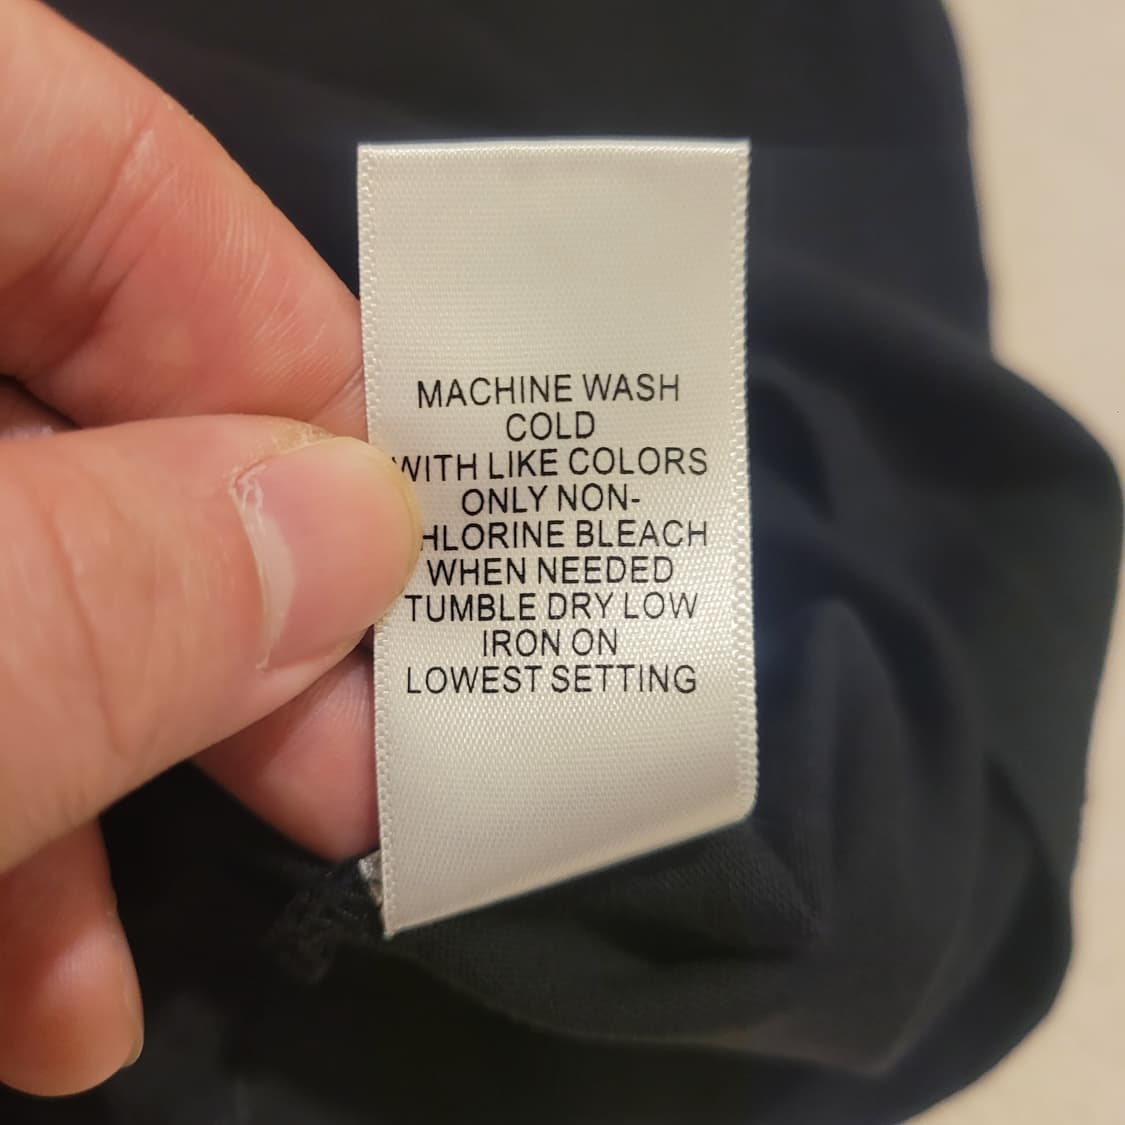 MACHINE WASH
COLD
WITH LIKE COLORS
ONLY NON-
HLORINE BLEACH
WHEN NEEDED
TUMBLE DRY LOW
IRON ON
LOWEST SETTING